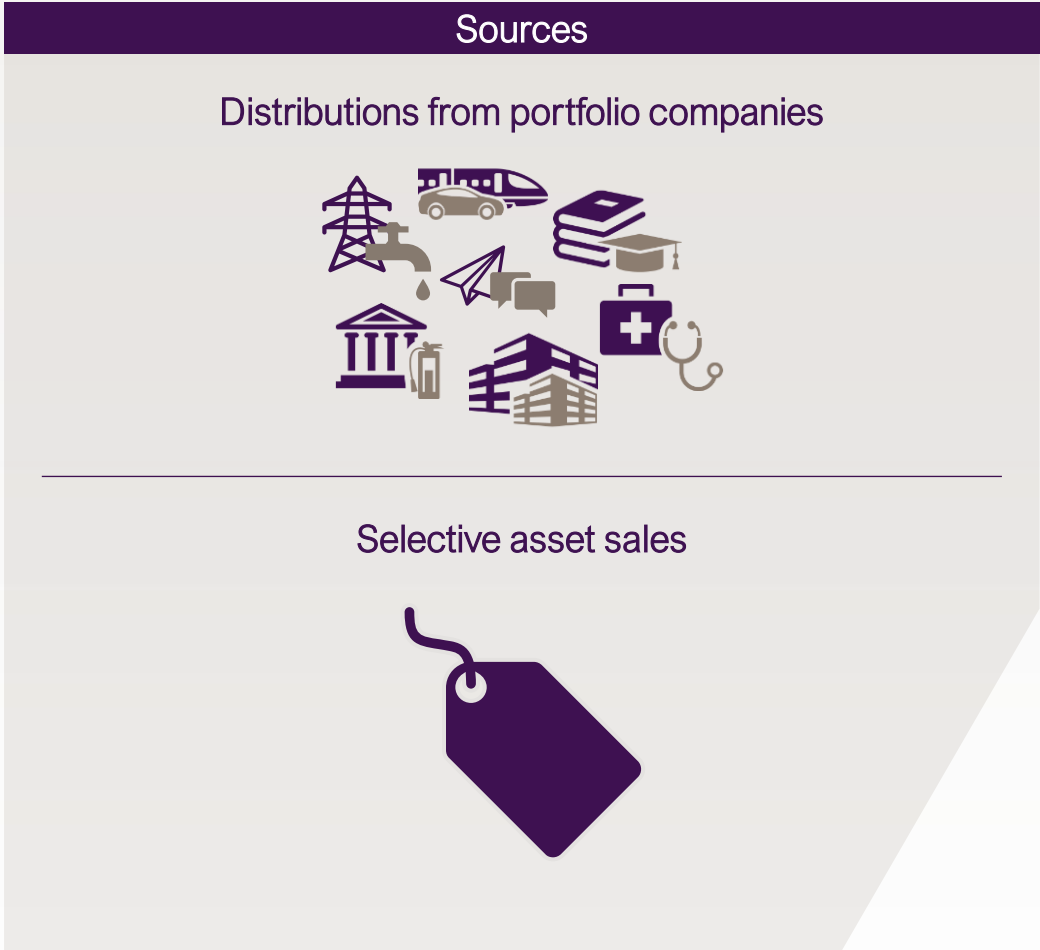 Sources
Distributions from portfolio companies
Selective asset sales